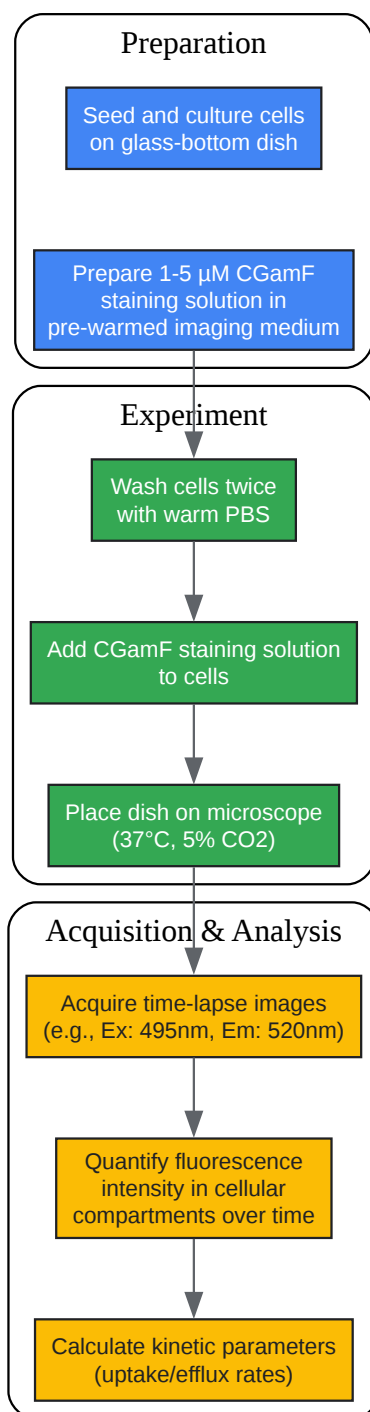 Preparation
Seed and culture cells
on glass-bottom dish
Prepare 1-5 µM CGamF
staining solution in
pre-warmed imaging medium
Experiment
Wash cells twice
with warm PBS
Add CGamF staining solution
to cells
Place dish on microscope
(37°C, 5% CO2)
Acquisition & Analysis
Acquire time-lapse images
(e.g., Ex: 495nm, Em: 520nm)
Quantify fluorescence
intensity in cellular
compartments over time
Calculate kinetic parameters
(uptake/efflux rates)